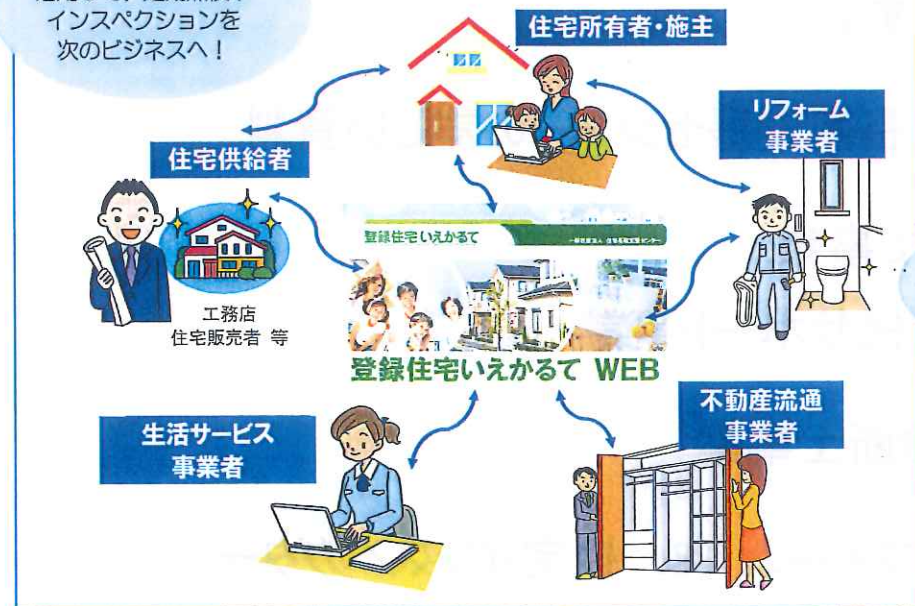 インスペクションを
次のビジネスへ！
住宅所有者・施主
リフォーム
事業者
住宅供給者
工務店
住宅販売者 等
登録住宅いえかるて
登録住宅いえかるて WEB
生活サービス
事業者
不動産流通
事業者